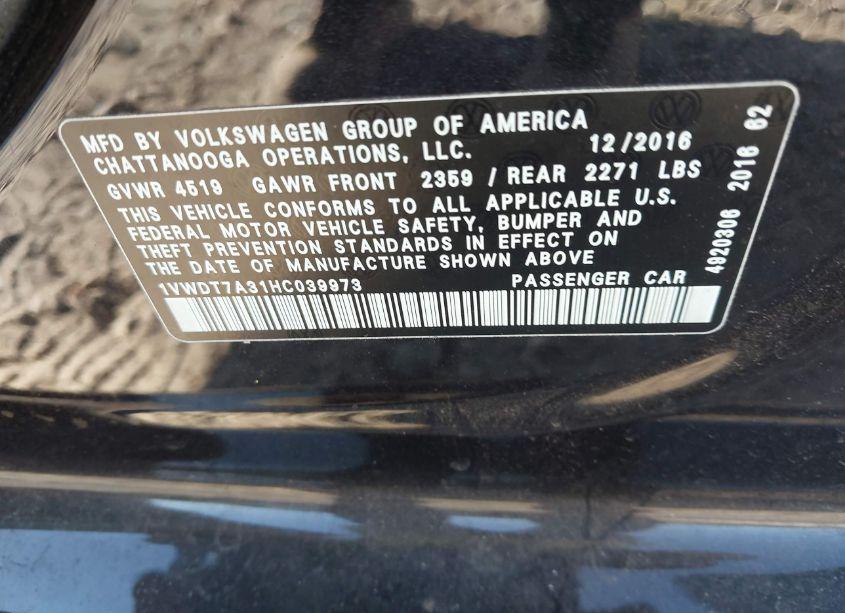 MFD BY VOLKSWAGEN GROUP OF AMERICA
CHATTANOOGA OPERATIONS, LLC. 12/2016
GVWR 4519 GAWR FRONT 2359 / REAR 2271 LBS
THIS VEHICLE CONFORMS TO ALL APPLICABLE U.S.
FEDERAL MOTOR VEHICLE SAFETY, BUMPER AND
THEFT PREVENTION STANDARDS IN EFFECT ON
THE DATE OF MANUFACTURE SHOWN ABOVE
1VWDT7A31HC039973 PASSENGER CAR
4920306 2016 62